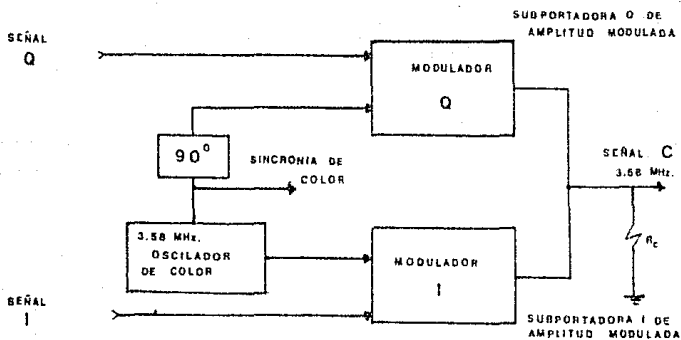 SUBPORTADORA Q DE
AMPLITUD MODULADA
SEÑAL
Q
MODULADOR
Q
90°
SINCRONIA DE
COLOR
SEÑAL C
3.58 MHz.
3.58 MHz.
OSCILADOR
DE COLOR
MODULADOR
I
Rc
SEÑAL
I
SUBPORTADORA I DE
AMPLITUD MODULADA